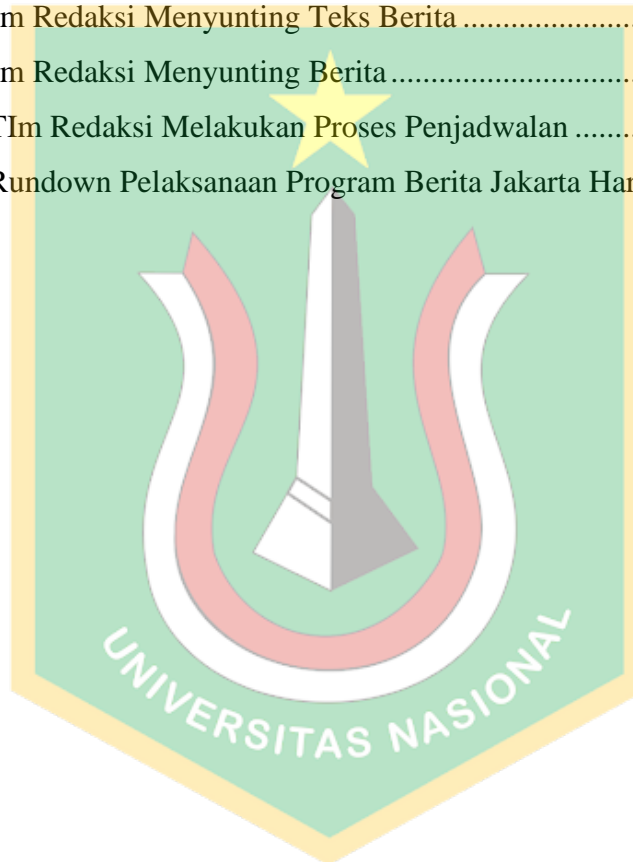 m Redaksi Menyunting Teks Berita ......................
m Redaksi Menyunting Berita ................................
TIm Redaksi Melakukan Proses Penjadwalan ........
Rundown Pelaksanaan Program Berita Jakarta Har
UNIVERSITAS NASIONAL